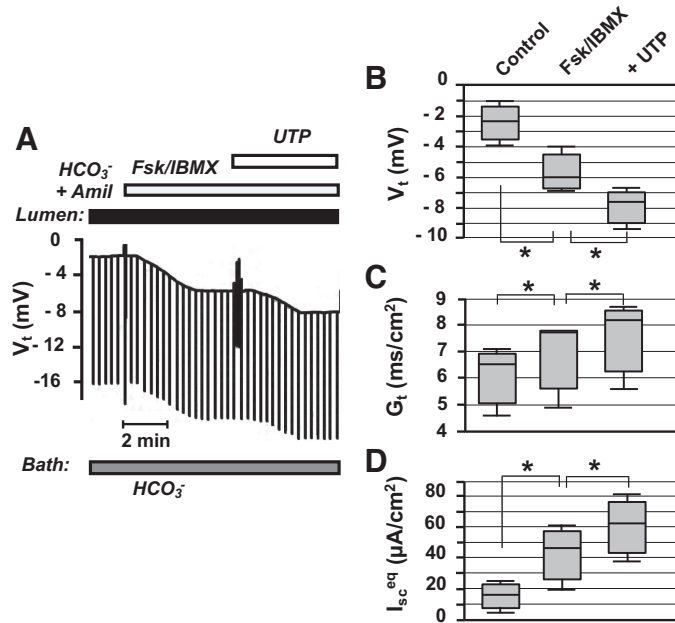 A
UTP
HCO3- Fsk/IBMX
+ Amil
Lumen:
0
- 4
- 8
- 12
-16
Vt (mV)
2 min
Bath:
HCO3-
Control
Fsk/IBMX
+ UTP
B
0
- 2
- 4
- 6
- 8
- 10
Vt (mV)
* *
C
9
8
7
6
5
4
Gt (ms/cm2)
* *
D
80
60
40
20
0
Isc eq (µA/cm2)
* *